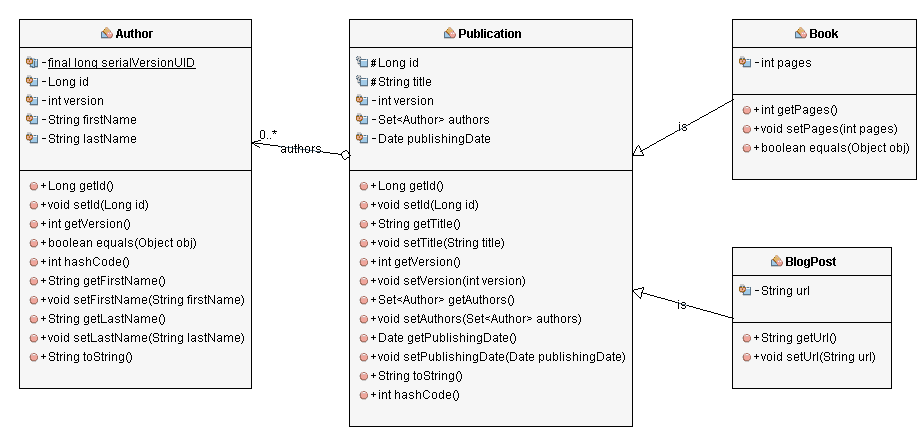 Author
-final long serialVersionUID
-Long id
-int version
-String firstName
-String lastName
+Long getId()
+void setId(Long id)
+int getVersion()
+boolean equals(Object obj)
+int hashCode()
+String getFirstName()
+void setFirstName(String firstName)
+String getLastName()
+void setLastName(String lastName)
+String toString()
0..*
authors
Publication
#Long id
#String title
-int version
-Set<Author> authors
-Date publishingDate
+Long getId()
+void setId(Long id)
+String getTitle()
+void setTitle(String title)
+int getVersion()
+void setVersion(int version)
+Set<Author> getAuthors()
+void setAuthors(Set<Author> authors)
+Date getPublishingDate()
+void setPublishingDate(Date publishingDate)
+String toString()
+int hashCode()
is
is
Book
-int pages
+int getPages()
+void setPages(int pages)
+boolean equals(Object obj)
BlogPost
-String url
+String getUrl()
+void setUrl(String url)